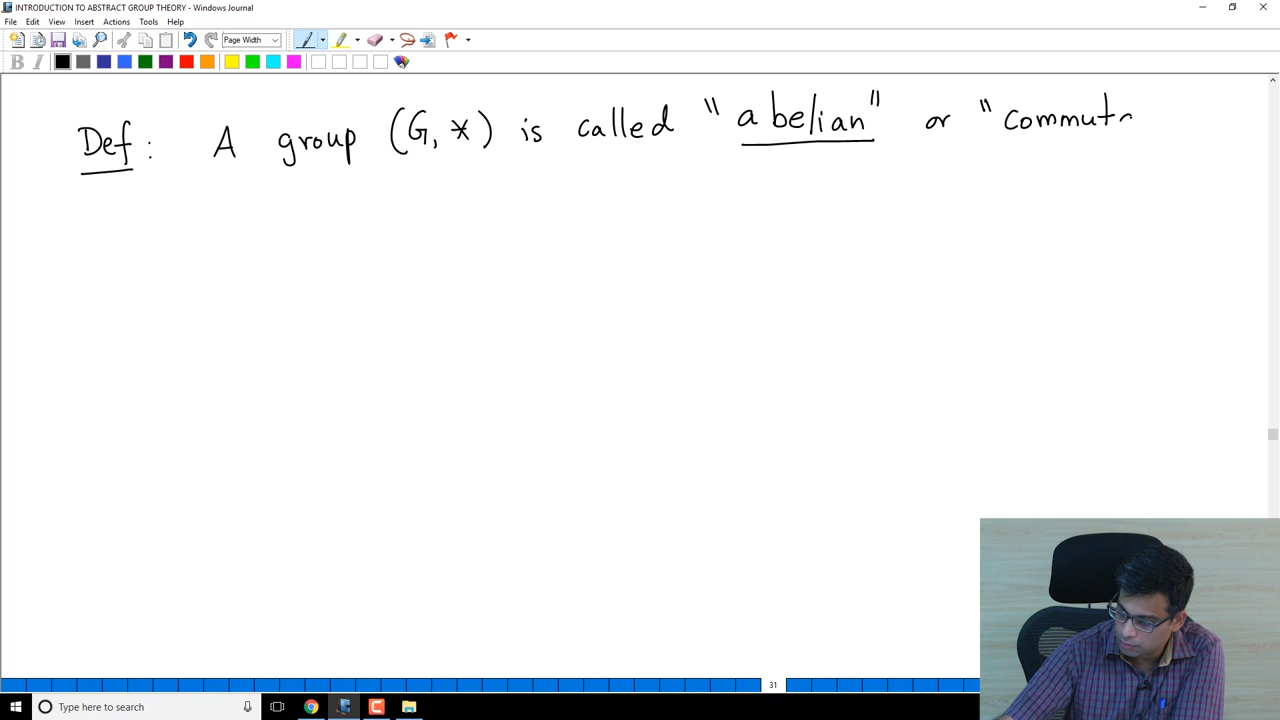 INTRODUCTION TO ABSTRACT GROUP THEORY - Windows Journal
File Edit View Insert Actions Tools Help
Page Width
B I
Def: A group (G, *) is called "abelian" or "commut
31
Type here to search